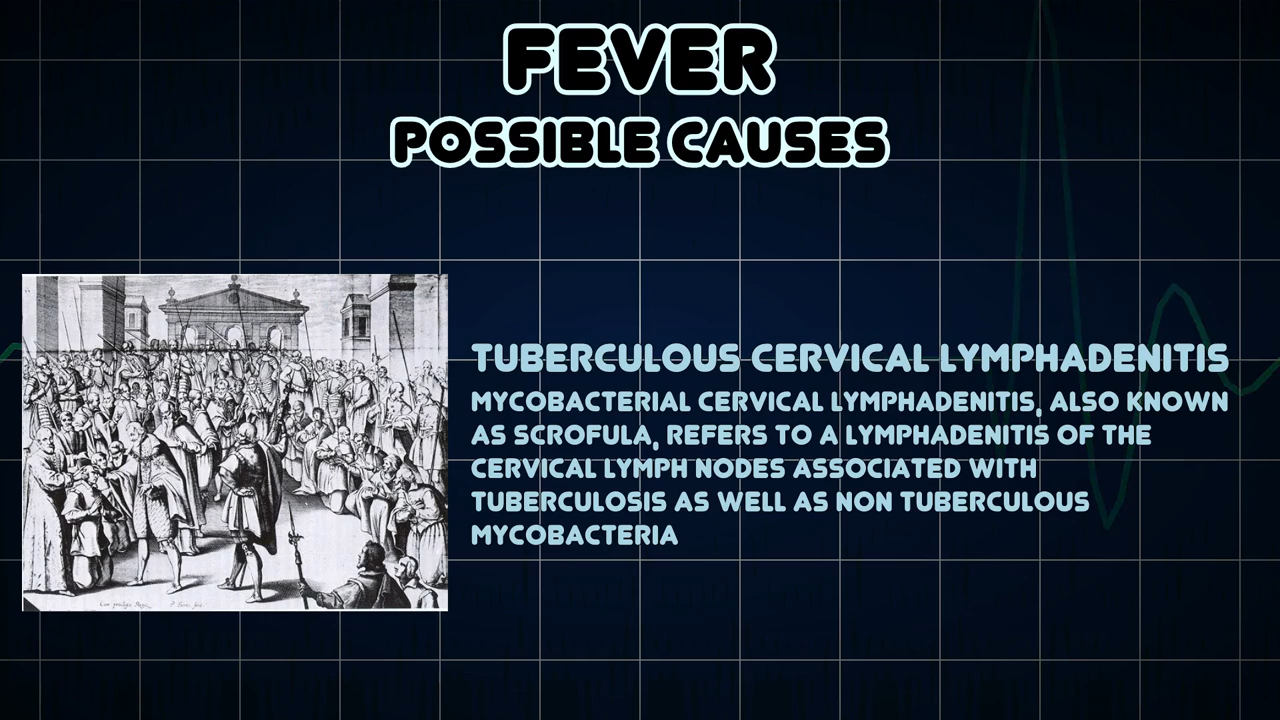 FEVER
POSSIBLE CAUSES
TUBERCULOUS CERVICAL LYMPHADENITIS
MYCOBACTERIAL CERVICAL LYMPHADENITIS, ALSO KNOWN
AS SCROFULA, REFERS TO A LYMPHADENITIS OF THE
CERVICAL LYMPH NODES ASSOCIATED WITH
TUBERCULOSIS AS WELL AS NON TUBERCULOUS
MYCOBACTERIA